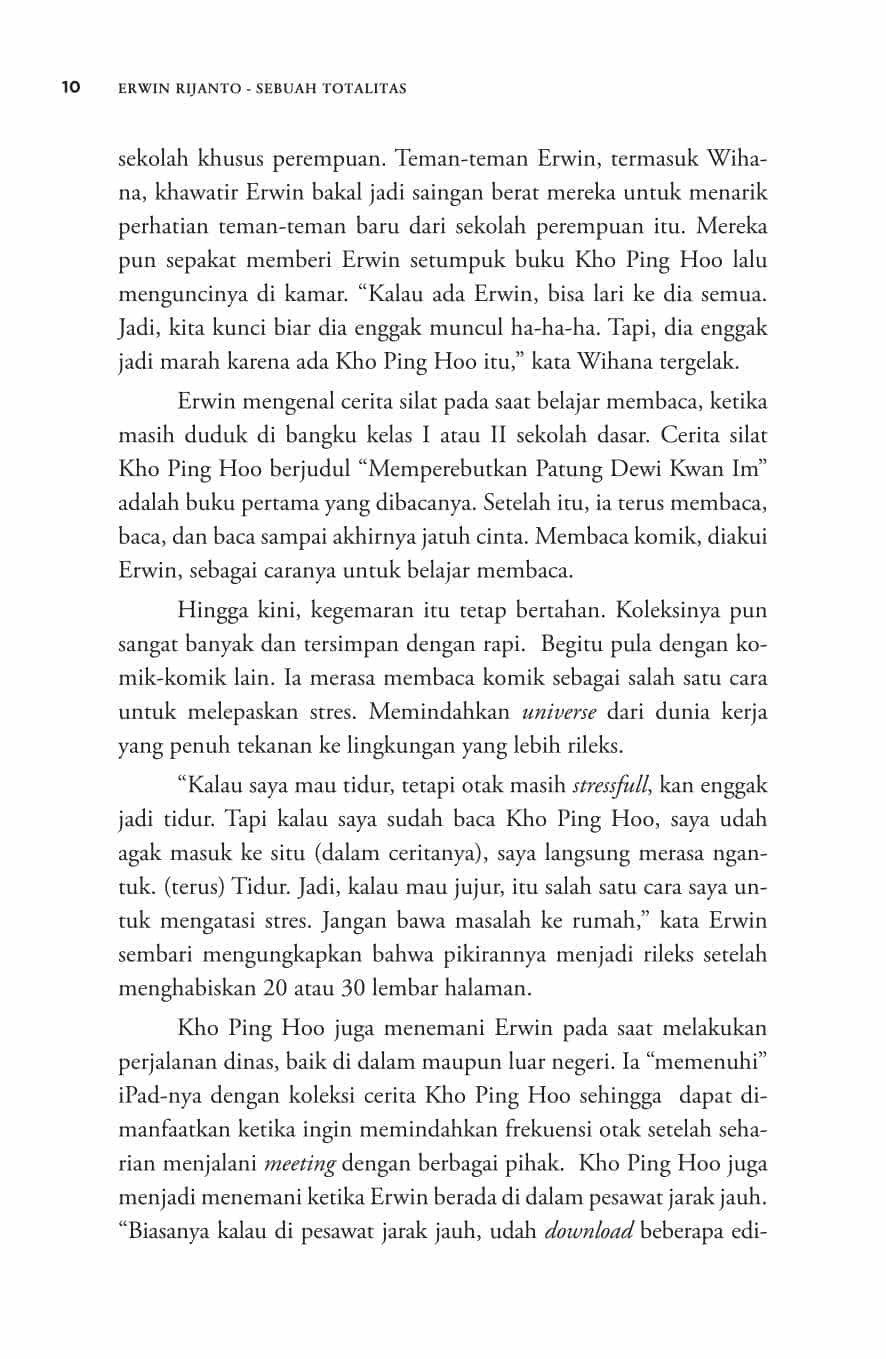 10 ERWIN RIJANTO - SEBUAH TOTALITAS
sekolah khusus perempuan. Teman-teman Erwin, termasuk Wiha-
na, khawatir Erwin bakal jadi saingan berat mereka untuk menarik
perhatian teman-teman baru dari sekolah perempuan itu. Mereka
pun sepakat memberi Erwin setumpuk buku Kho Ping Hoo lalu
menguncinya di kamar. “Kalau ada Erwin, bisa lari ke dia semua.
Jadi, kita kunci biar dia enggak muncul ha-ha-ha. Tapi, dia enggak
jadi marah karena ada Kho Ping Hoo itu,” kata Wihana tergelak.
Erwin mengenal cerita silat pada saat belajar membaca, ketika
masih duduk di bangku kelas I atau II sekolah dasar. Cerita silat
Kho Ping Hoo berjudul “Memperebutkan Patung Dewi Kwan Im”
adalah buku pertama yang dibacanya. Setelah itu, ia terus membaca,
baca, dan baca sampai akhirnya jatuh cinta. Membaca komik, diakui
Erwin, sebagai caranya untuk belajar membaca.
Hingga kini, kegemaran itu tetap bertahan. Koleksinya pun
sangat banyak dan tersimpan dengan rapi.  Begitu pula dengan ko-
mik-komik lain. Ia merasa membaca komik sebagai salah satu cara
untuk melepaskan stres. Memindahkan universe dari dunia kerja
yang penuh tekanan ke lingkungan yang lebih rileks.
“Kalau saya mau tidur, tetapi otak masih stressfull, kan enggak
jadi tidur. Tapi kalau saya sudah baca Kho Ping Hoo, saya udah
agak masuk ke situ (dalam ceritanya), saya langsung merasa ngan-
tuk. (terus) Tidur. Jadi, kalau mau jujur, itu salah satu cara saya un-
tuk mengatasi stres. Jangan bawa masalah ke rumah,” kata Erwin
sembari mengungkapkan bahwa pikirannya menjadi rileks setelah
menghabiskan 20 atau 30 lembar halaman.
Kho Ping Hoo juga menemani Erwin pada saat melakukan
perjalanan dinas, baik di dalam maupun luar negeri. Ia “memenuhi”
iPad-nya dengan koleksi cerita Kho Ping Hoo sehingga  dapat di-
manfaatkan ketika ingin memindahkan frekuensi otak setelah seha-
rian menjalani meeting dengan berbagai pihak.  Kho Ping Hoo juga
menjadi menemani ketika Erwin berada di dalam pesawat jarak jauh.
“Biasanya kalau di pesawat jarak jauh, udah download beberapa edi-